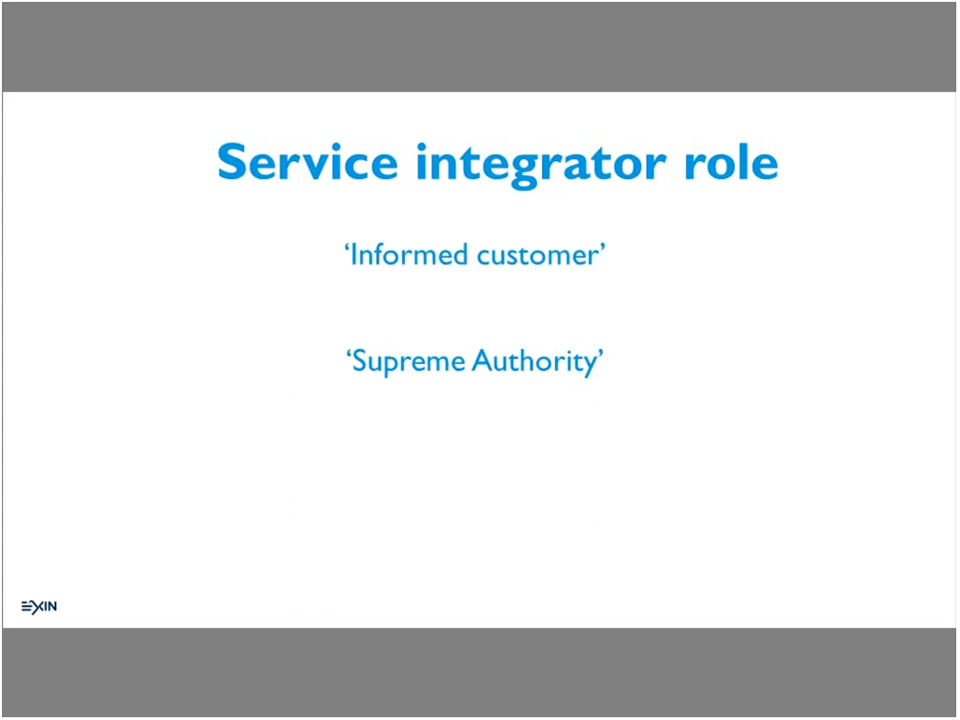 Service integrator role
‘Informed customer’
‘Supreme Authority’
EXIN